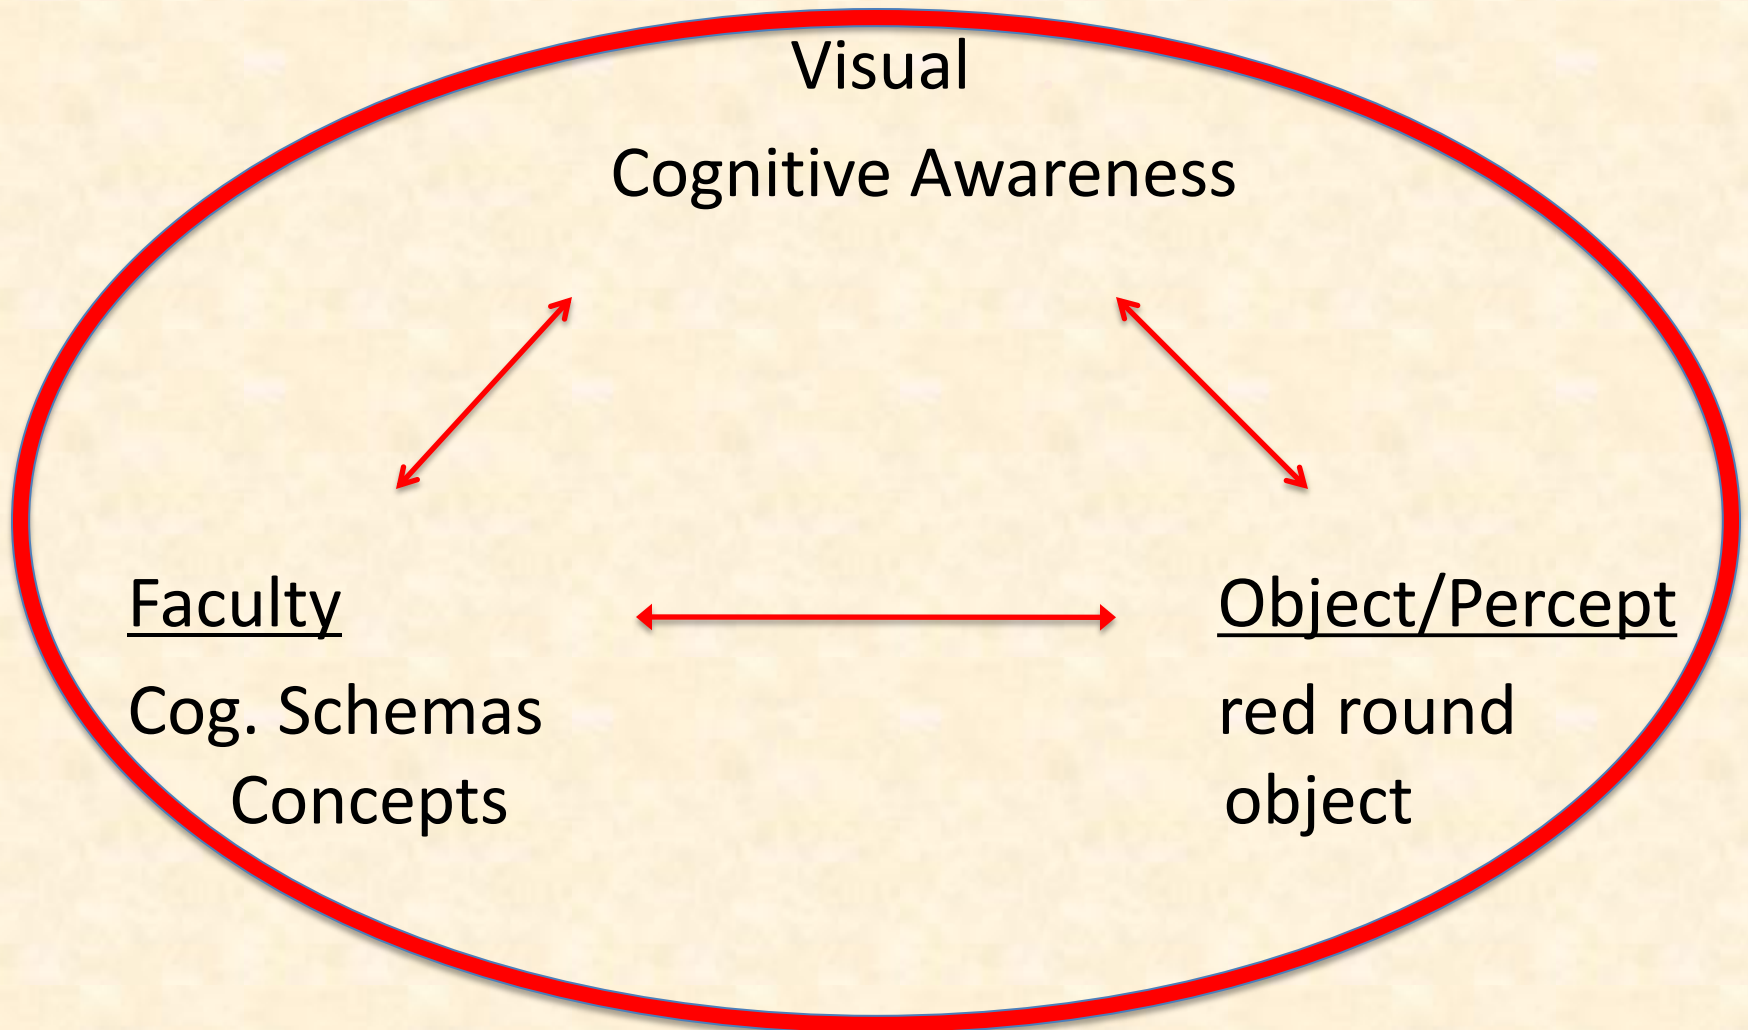 Visual
Cognitive Awareness
Faculty
Cog. Schemas
Concepts
Object/Percept
red round
object